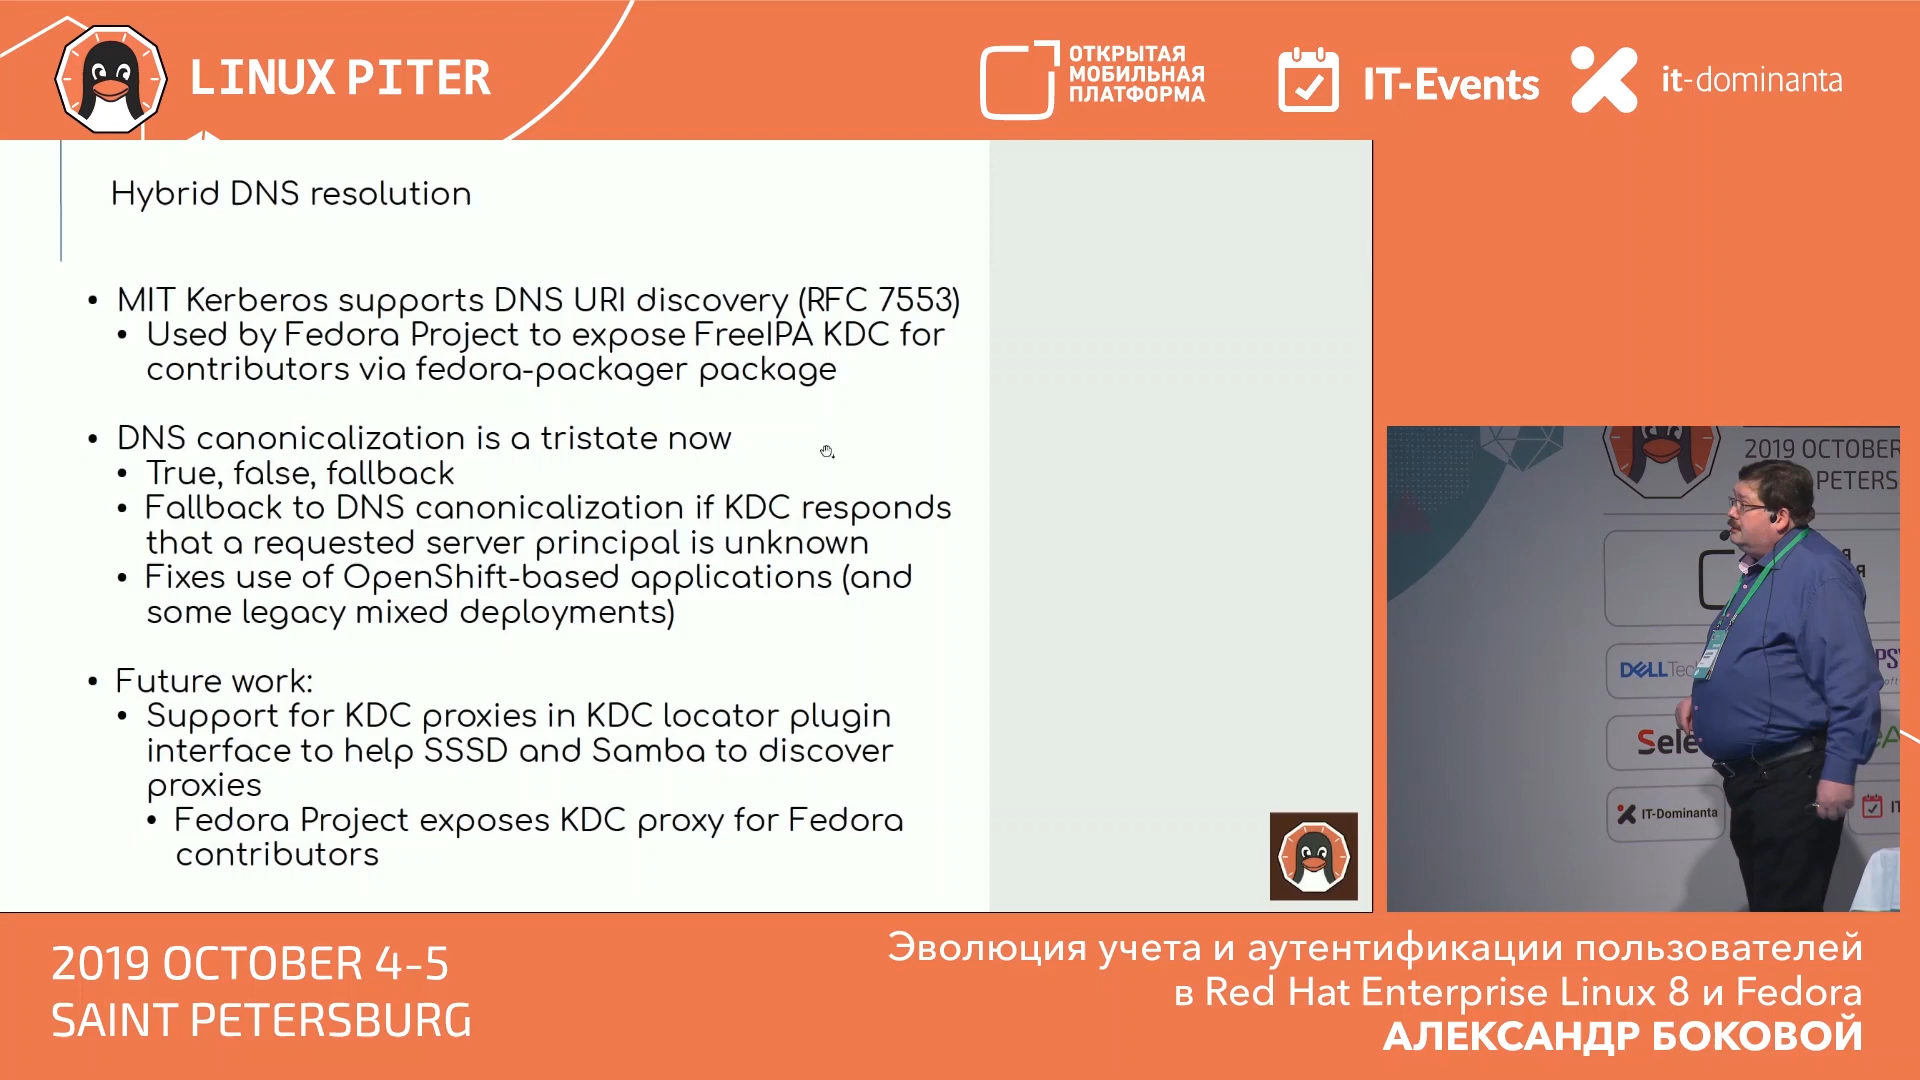 LINUX PITER
ОТКРЫТАЯ
МОБИЛЬНАЯ
ПЛАТФОРМА
IT-Events
it-dominanta
Hybrid DNS resolution
• MIT Kerberos supports DNS URI discovery (RFC 7553)
• Used by Fedora Project to expose FreeIPA KDC for
contributors via fedora-packager package
• DNS canonicalization is a tristate now
• True, false, fallback
• Fallback to DNS canonicalization if KDC responds
that a requested server principal is unknown
• Fixes use of OpenShift-based applications (and
some legacy mixed deployments)
• Future work:
• Support for KDC proxies in KDC locator plugin
interface to help SSSD and Samba to discover
proxies
• Fedora Project exposes KDC proxy for Fedora
contributors
2019 OCTOBER
PETERS
DELL Tec
Sele
IT-Dominanta
2019 OCTOBER 4-5
SAINT PETERSBURG
Эволюция учета и аутентификации пользователей
в Red Hat Enterprise Linux 8 и Fedora
АЛЕКСАНДР БОКОВОЙ